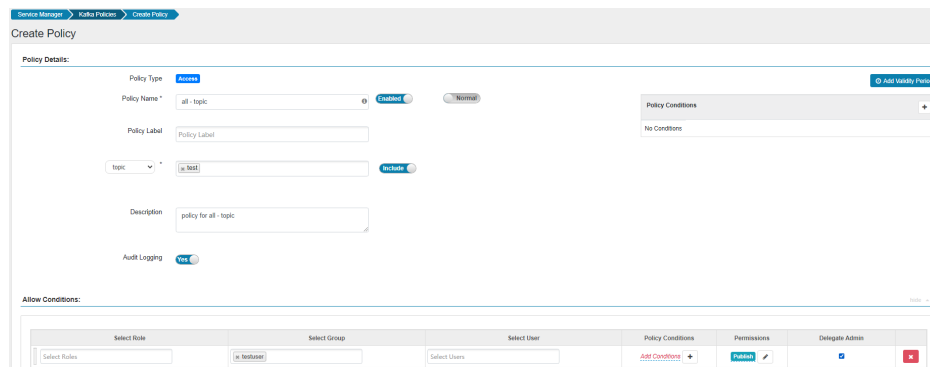 Service Manager Kafka Policies Create Policy
Create Policy
Policy Details:
Policy Type Access
Add Validity Perio
Policy Name * all - topic Enabled Normal
Policy Conditions +
No Conditions
Policy Label Policy Label
topic * × test Include
Description policy for all - topic
Audit Logging Yes
Allow Conditions:
Select Role Select Group Select User Policy Conditions Permissions Delegate Admin
Select Roles × testuser Select Users Add Conditions + Publish ×